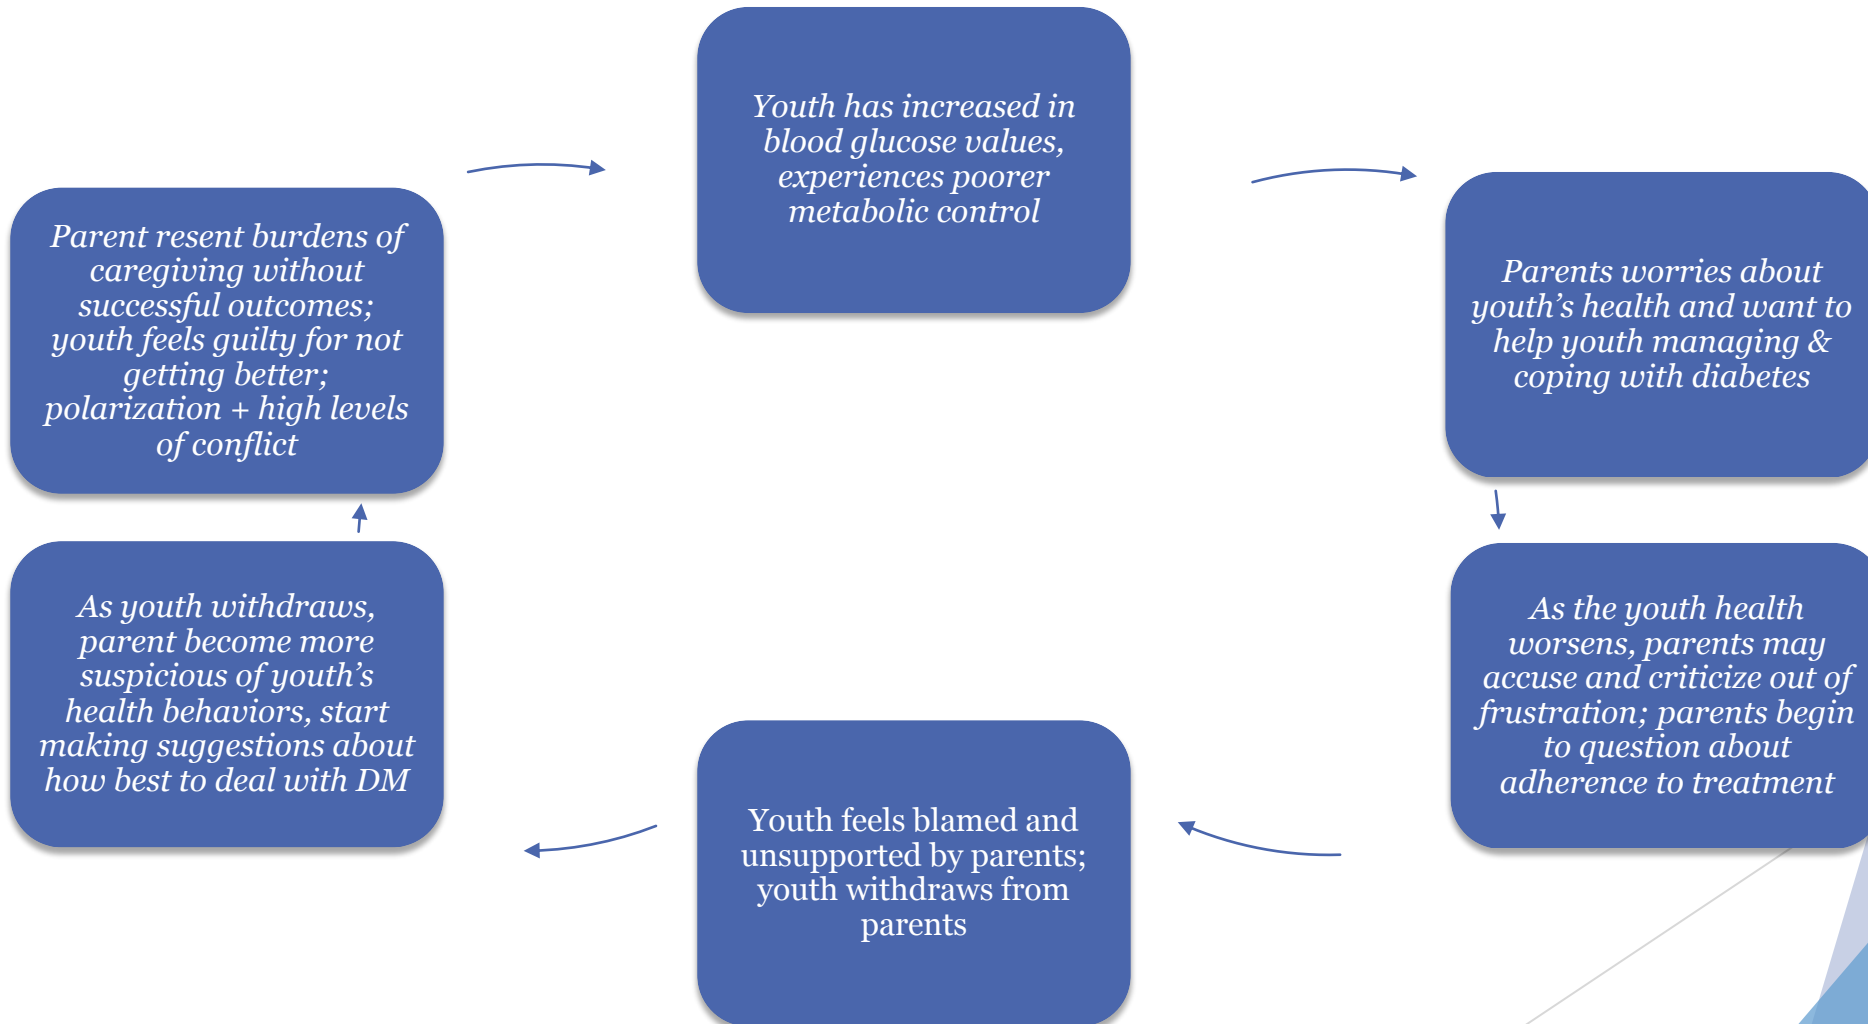 Youth has increased in
blood glucose values,
experiences poorer
metabolic control
Parents worries about
youth’s health and want to
help youth managing &
coping with diabetes
As the youth health
worsens, parents may
accuse and criticize out of
frustration; parents begin
to question about
adherence to treatment
Youth feels blamed and
unsupported by parents;
youth withdraws from
parents
As youth withdraws,
parent become more
suspicious of youth’s
health behaviors, start
making suggestions about
how best to deal with DM
Parent resent burdens of
caregiving without
successful outcomes;
youth feels guilty for not
getting better;
polarization + high levels
of conflict